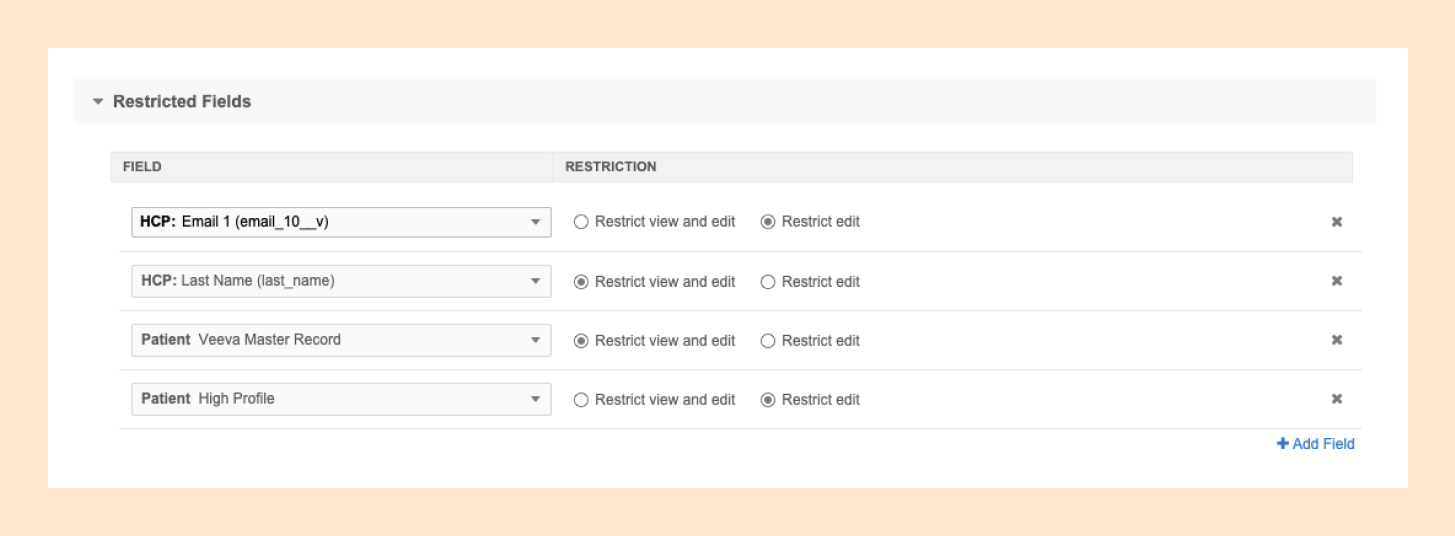 Restricted Fields
FIELD RESTRICTION
HCP: Email 1 (email_10__v) Restrict view and edit Restrict edit
HCP: Last Name (last_name) Restrict view and edit Restrict edit
Patient Veeva Master Record Restrict view and edit Restrict edit
Patient High Profile Restrict view and edit Restrict edit
Add Field